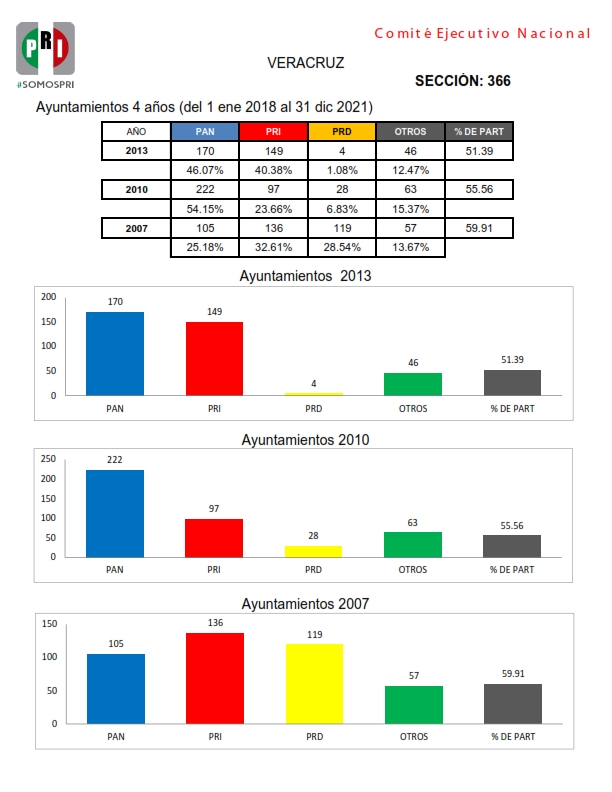 Comité Ejecutivo Nacional
PRI
#SOMOSPRI
VERACRUZ
SECCIÓN: 366
Ayuntamientos 4 años (del 1 ene 2018 al 31 dic 2021)
AÑO PAN PRI PRD OTROS % DE PART
2013 170 149 4 46 51.39
46.07% 40.38% 1.08% 12.47%
2010 222 97 28 63 55.56
54.15% 23.66% 6.83% 15.37%
2007 105 136 119 57 59.91
25.18% 32.61% 28.54% 13.67%
Ayuntamientos 2013
200
150
100
50
0
170 149 4 46 51.39
PAN PRI PRD OTROS % DE PART
Ayuntamientos 2010
250
200
150
100
50
0
222 97 28 63 55.56
PAN PRI PRD OTROS % DE PART
Ayuntamientos 2007
150
100
50
0
105 136 119 57 59.91
PAN PRI PRD OTROS % DE PART